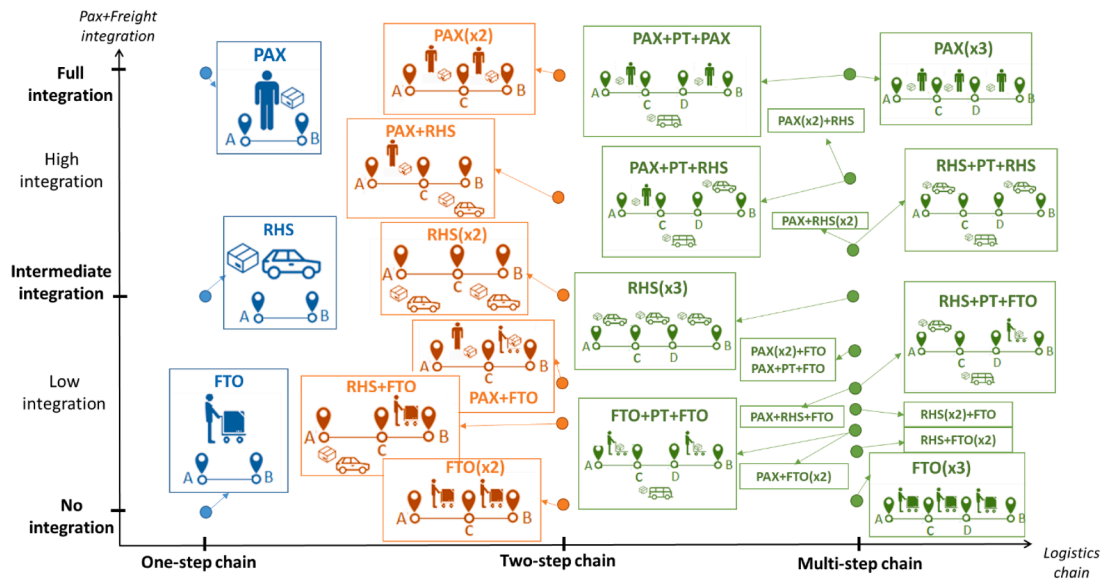 Pax+Freight
integration
Full
integration
High
integration
Intermediate
integration
Low
integration
No
integration
PAX
A B
RHS
A B
FTO
A B
PAX(x2)
A B
C
PAX+RHS
A B
C
RHS(x2)
A B
C
A B
C
PAX+FTO
RHS+FTO
A B
C
FTO(x2)
A B
C
PAX+PT+PAX
A B
C D
PAX(x3)
A B
C D
PAX(x2)+RHS
PAX+PT+RHS
A B
C D
RHS+PT+RHS
A B
C D
PAX+RHS(x2)
RHS(x3)
A B
C D
RHS+PT+FTO
A B
C D
PAX(x2)+FTO
PAX+PT+FTO
FTO+PT+FTO
A B
C D
PAX+RHS+FTO
RHS(x2)+FTO
RHS+FTO(x2)
PAX+FTO(x2)
FTO(x3)
A B
C D
One-step chain
Two-step chain
Multi-step chain
Logistics
chain